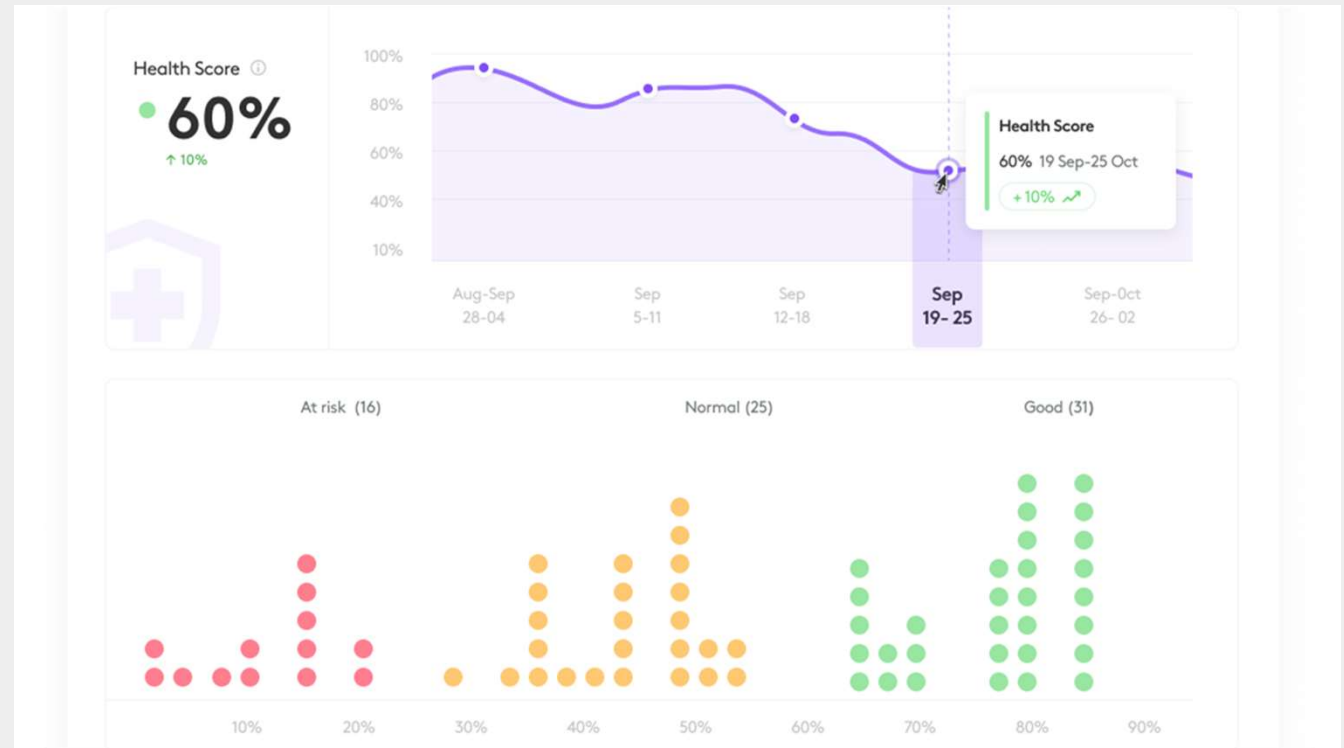 Health Score
60%
↑ 10%
100%
80%
60%
40%
10%
Health Score
60% 19 Sep-25 Oct
+10%
Aug-Sep
28-04
Sep
5-11
Sep
12-18
Sep
19- 25
Sep-Oct
26- 02
At risk (16)
Normal (25)
Good (31)
10%
20%
30%
40%
50%
60%
70%
80%
90%